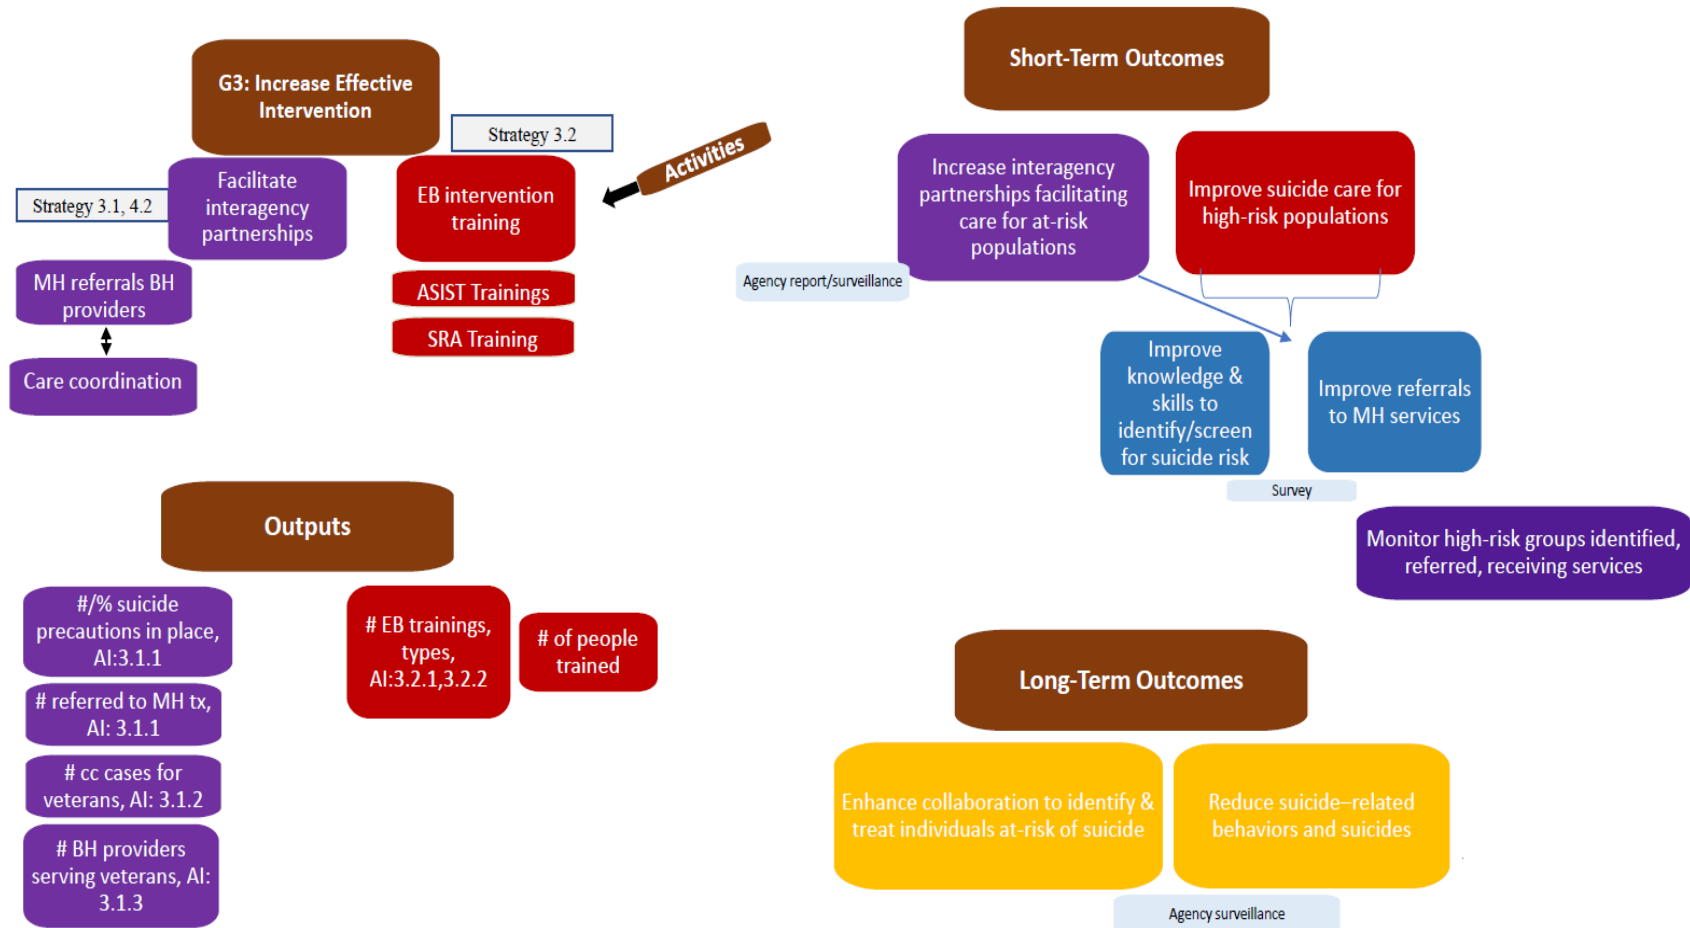 G3: Increase Effective
Intervention
Strategy 3.2
Activities
Facilitate
interagency
partnerships
Strategy 3.1, 4.2
EB intervention
training
MH referrals BH
providers
ASIST Trainings
SRA Training
Care coordination
Outputs
#/% suicide
precautions in place,
AI:3.1.1
# referred to MH tx,
AI: 3.1.1
# cc cases for
veterans, AI: 3.1.2
# BH providers
serving veterans, AI:
3.1.3
# EB trainings,
types,
AI:3.2.1,3.2.2
# of people
trained
Short-Term Outcomes
Increase interagency
partnerships facilitating
care for at-risk
populations
Improve suicide care for
high-risk populations
Agency report/surveillance
Improve
knowledge &
skills to
identify/screen
for suicide risk
Improve referrals
to MH services
Survey
Monitor high-risk groups identified,
referred, receiving services
Long-Term Outcomes
Enhance collaboration to identify &
treat individuals at-risk of suicide
Reduce suicide–related
behaviors and suicides
Agency surveillance